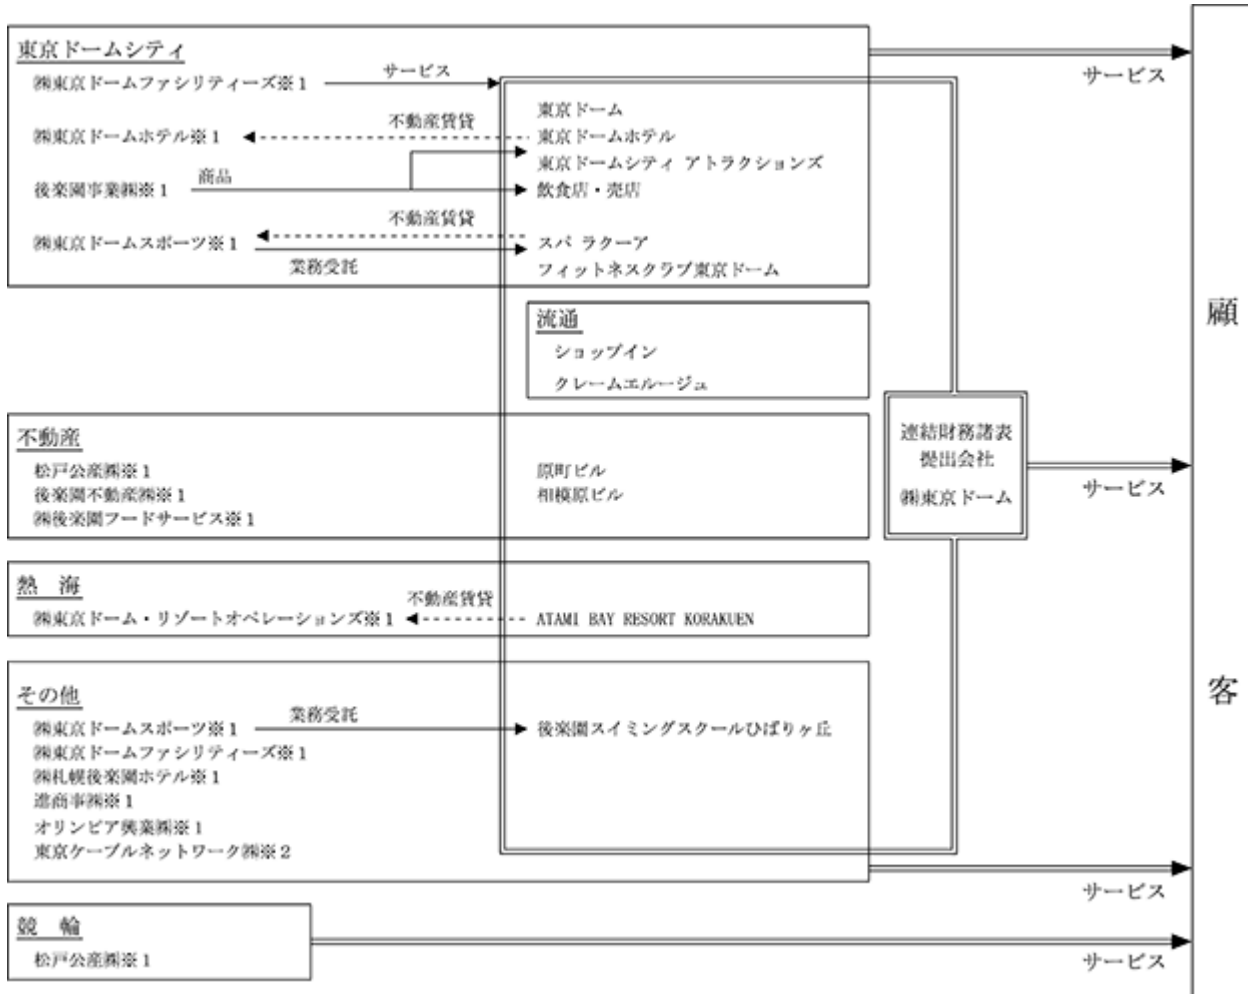 東京ドームシティ
㈱東京ドームファシリティーズ※1
サービス
東京ドーム
不動産賃貸
㈱東京ドームホテル※1
東京ドームホテル
東京ドームシティ アトラクションズ
商品
後楽園事業㈱※1
飲食店・売店
不動産賃貸
㈱東京ドームスポーツ※1
スパ ラクーア
業務受託
フィットネスクラブ東京ドーム
サービス
流通
ショップイン
クレームエルージュ
不動産
松戸公産㈱※1
後楽園不動産㈱※1
㈱後楽園フードサービス※1
原町ビル
相模原ビル
連結財務諸表
提出会社
㈱東京ドーム
サービス
熱 海
不動産賃貸
㈱東京ドーム・リゾートオペレーションズ※1
ATAMI BAY RESORT KORAKUEN
その他
業務受託
㈱東京ドームスポーツ※1
後楽園スイミングスクールひばりヶ丘
㈱東京ドームファシリティーズ※1
㈱札幌後楽園ホテル※1
進商事㈱※1
オリンピア興業㈱※1
東京ケーブルネットワーク㈱※2
サービス
競 輪
松戸公産㈱※1
サービス
顧
客